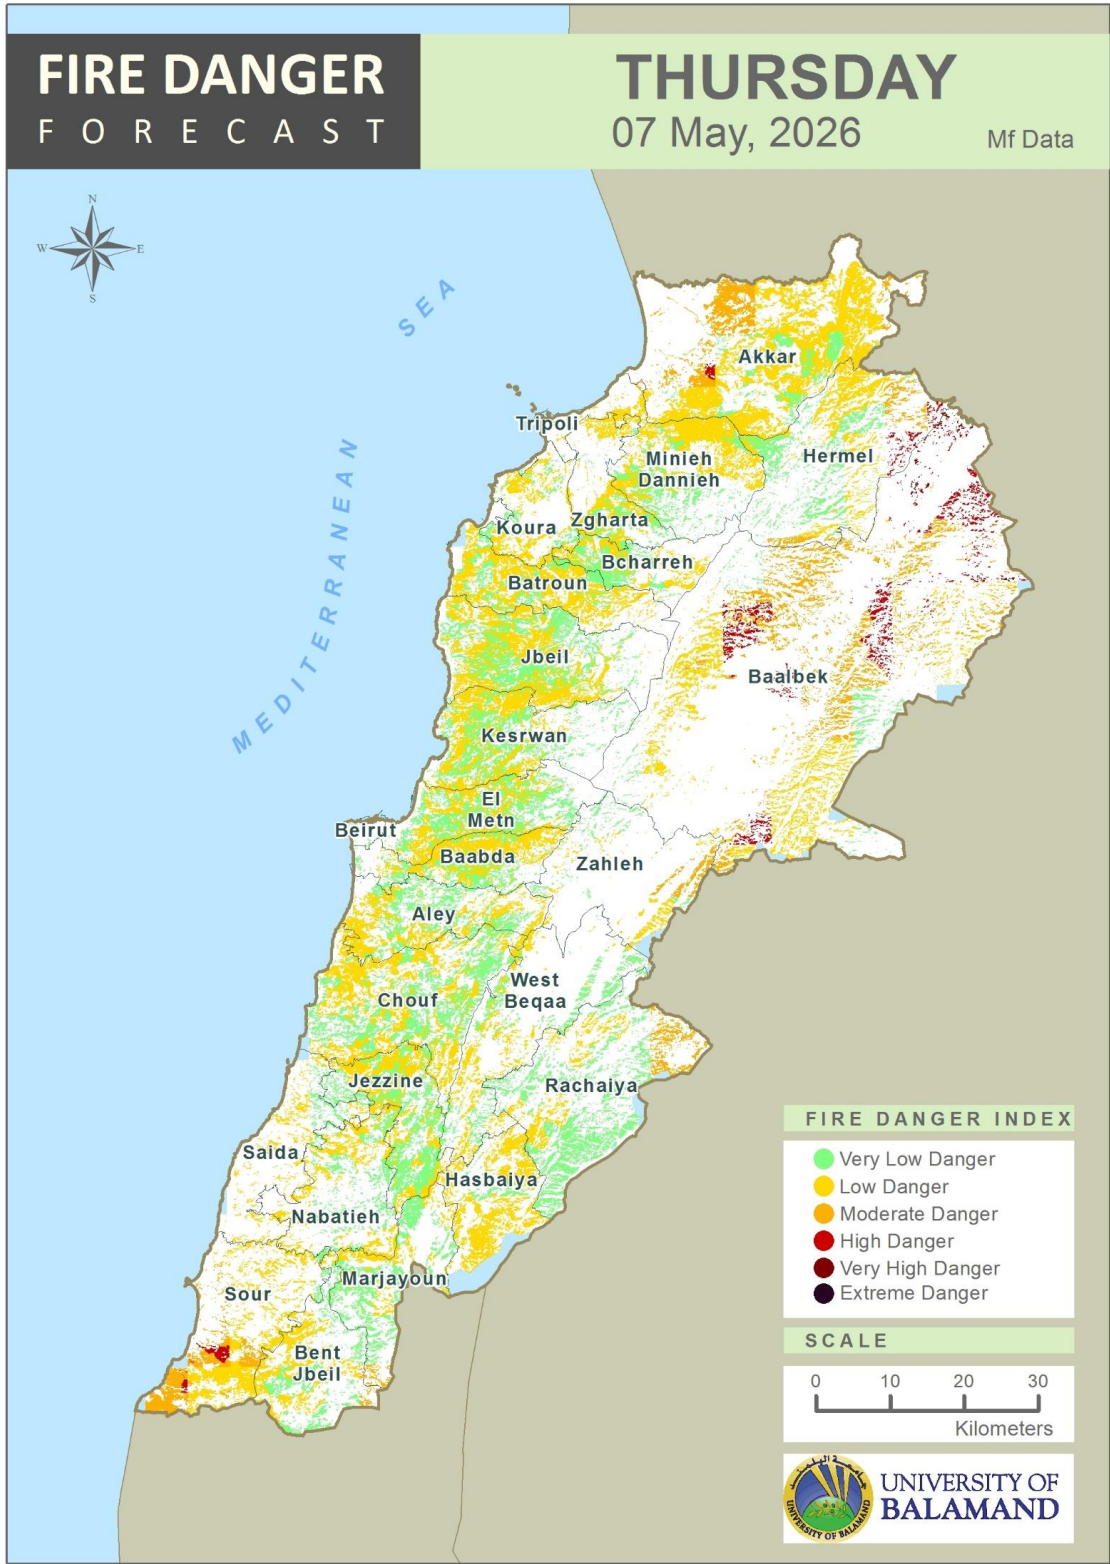 FIRE DANGER
FORECAST
THURSDAY
07 May, 2026
Mf Data
N
W
E
S
MEDITERRANEAN SEA
Akkar
Tripoli
Minieh
Dannieh
Hermel
Koura
Zgharta
Bcharreh
Batroun
Jbeil
Baalbek
Kesrwan
El
Metn
Beirut
Baabda
Zahleh
Aley
West
Beqaa
Chouf
Jezzine
Rachaiya
Saida
Hasbaiya
Nabatieh
Marjayoun
Sour
Bent
Jbeil
FIRE DANGER INDEX
Very Low Danger
Low Danger
Moderate Danger
High Danger
Very High Danger
Extreme Danger
SCALE
0 10 20 30
Kilometers
UNIVERSITY OF
BALAMAND
UNIVERSITY OF BALAMAND